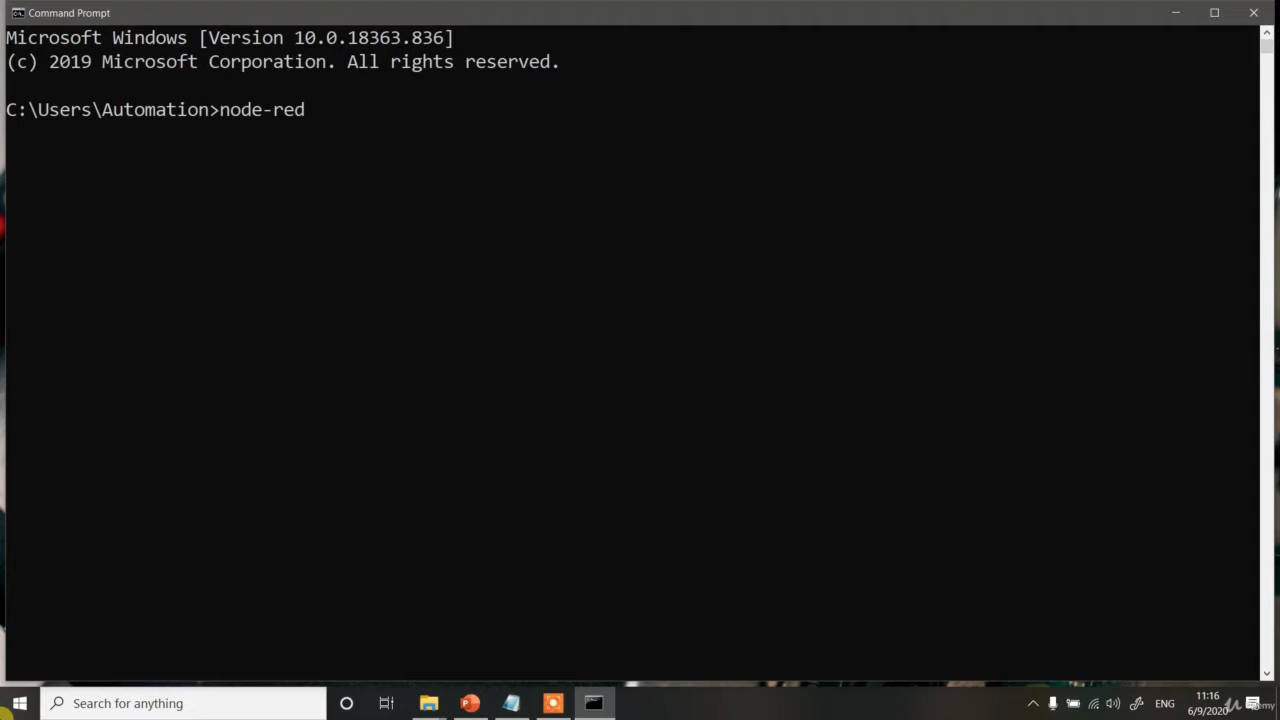 Command Prompt
Microsoft Windows [Version 10.0.18363.836]
(c) 2019 Microsoft Corporation. All rights reserved.
C:\Users\Automation>node-red
Search for anything
ENG
11:16
6/9/2020